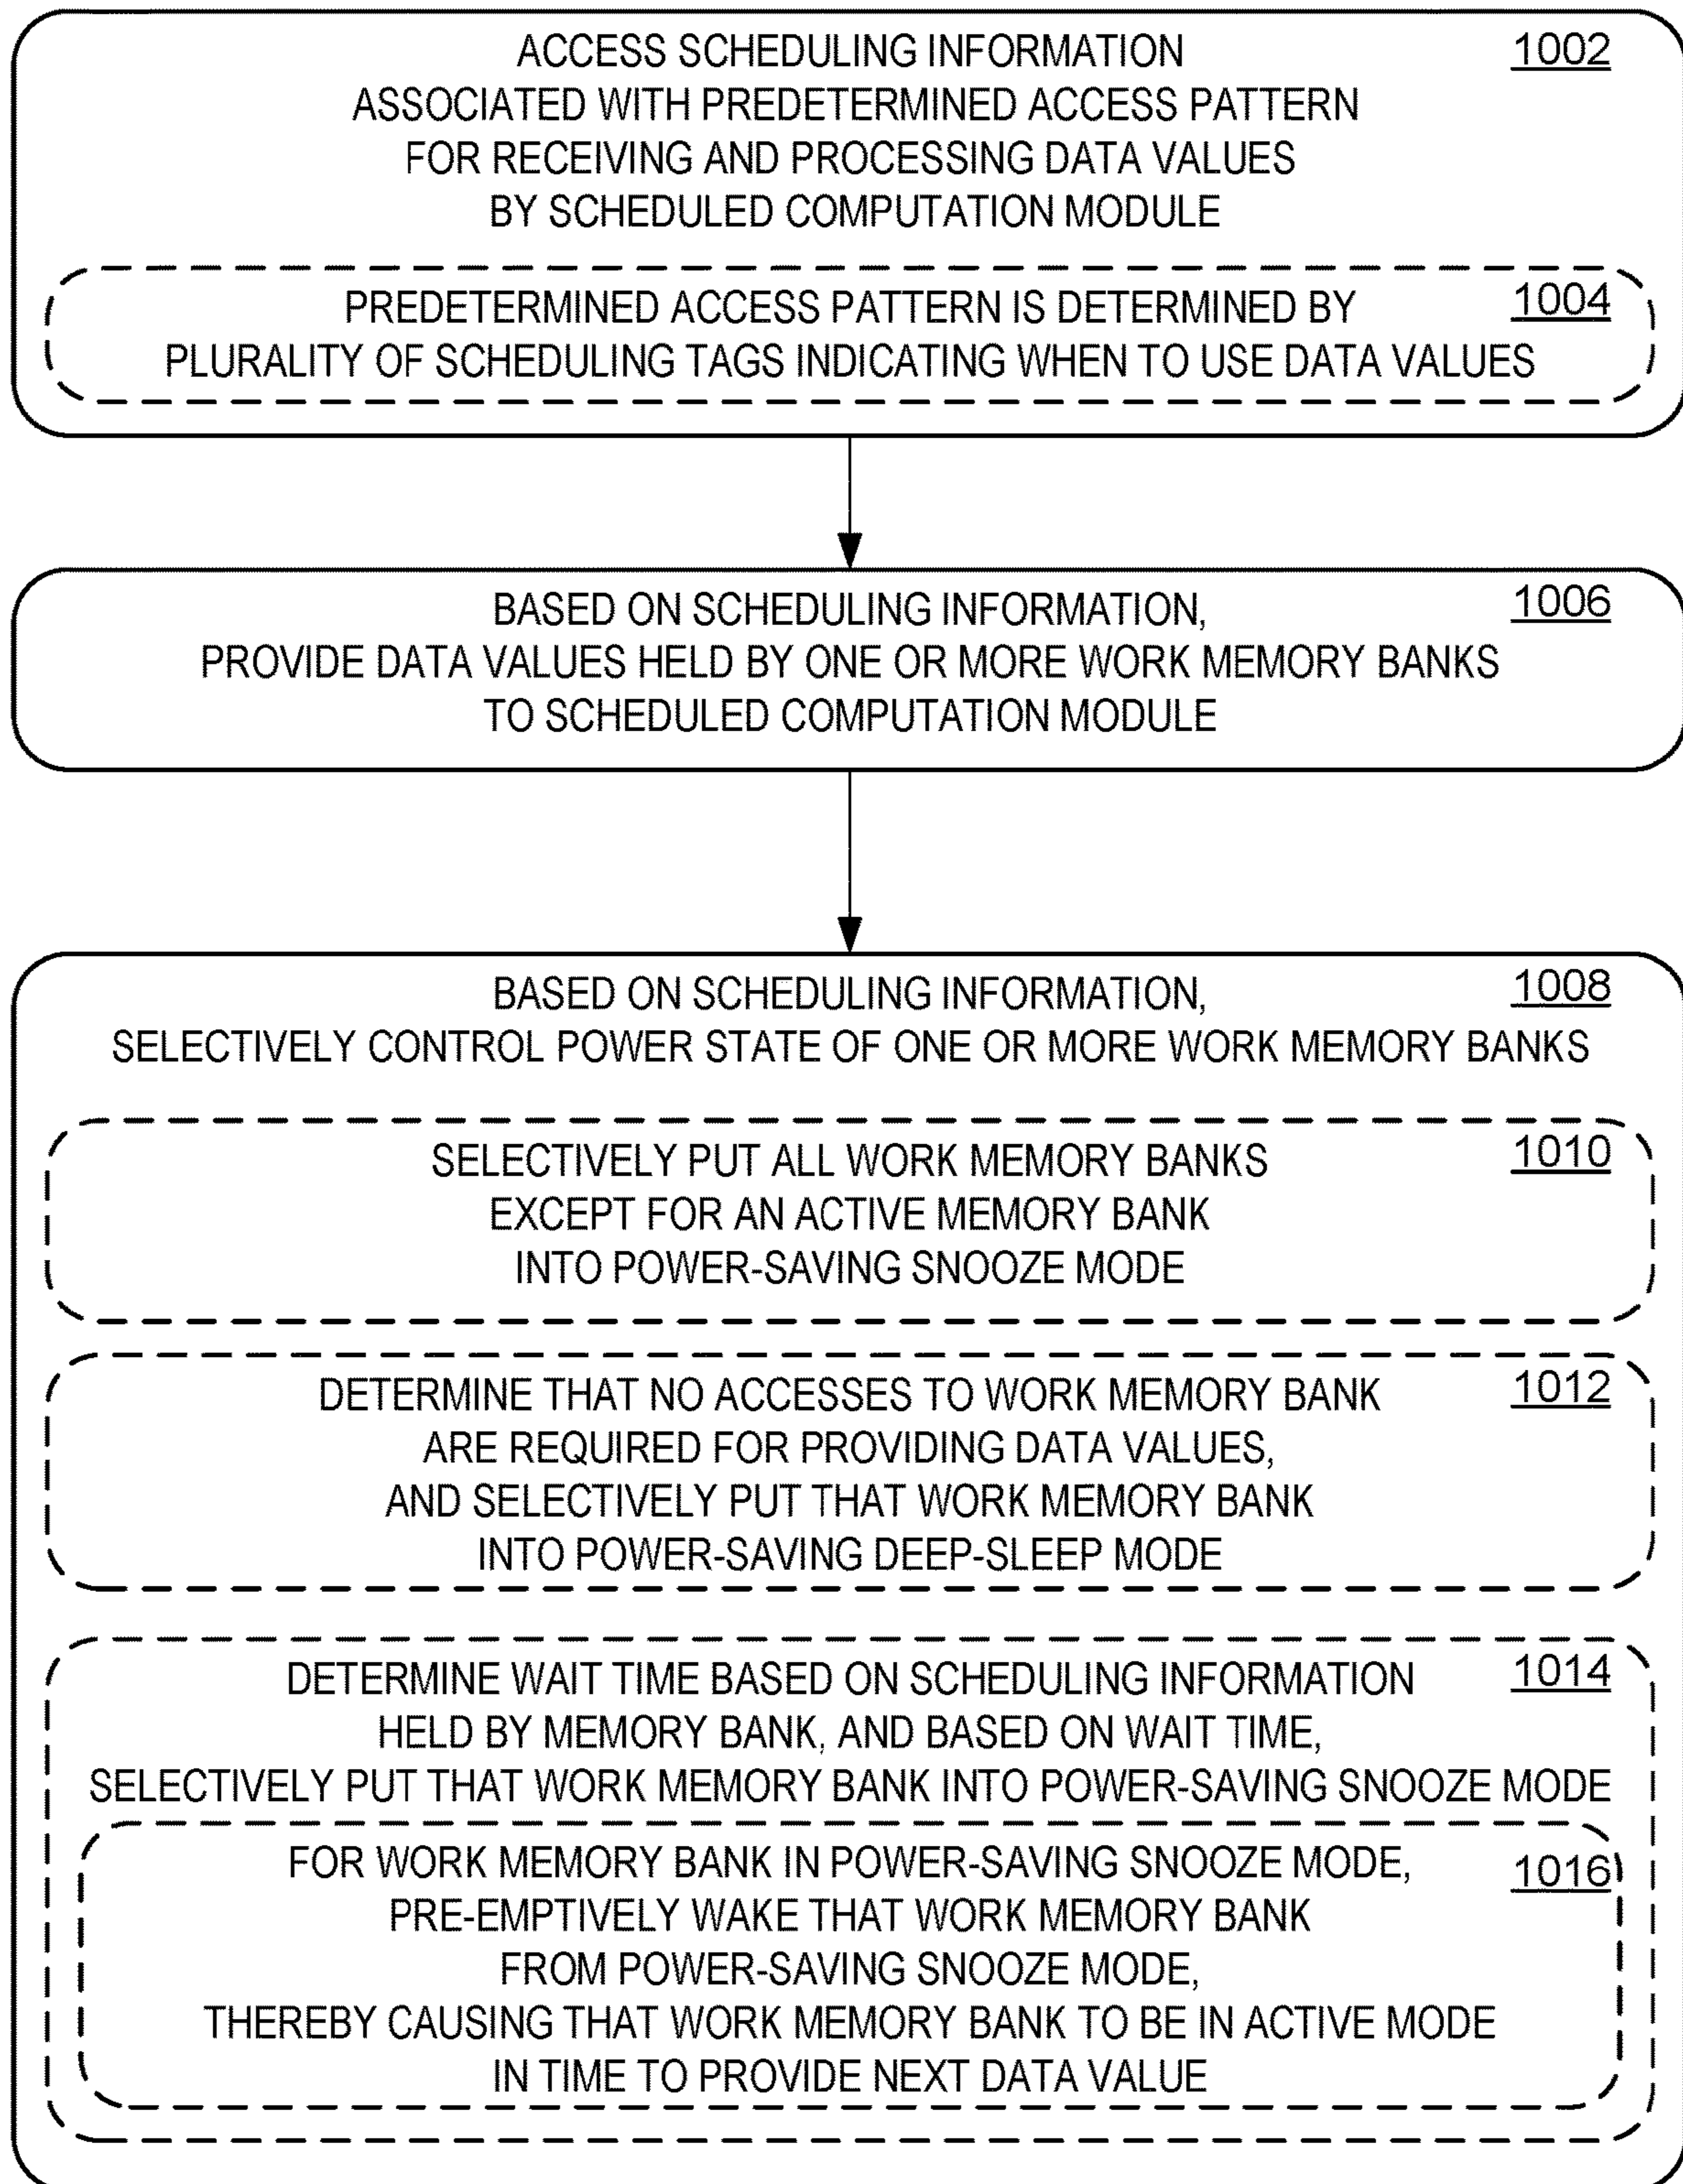 ACCESS SCHEDULING INFORMATION 1002
ASSOCIATED WITH PREDETERMINED ACCESS PATTERN
FOR RECEIVING AND PROCESSING DATA VALUES
BY SCHEDULED COMPUTATION MODULE
PREDETERMINED ACCESS PATTERN IS DETERMINED BY 1004
PLURALITY OF SCHEDULING TAGS INDICATING WHEN TO USE DATA VALUES
BASED ON SCHEDULING INFORMATION, 1006
PROVIDE DATA VALUES HELD BY ONE OR MORE WORK MEMORY BANKS
TO SCHEDULED COMPUTATION MODULE
BASED ON SCHEDULING INFORMATION, 1008
SELECTIVELY CONTROL POWER STATE OF ONE OR MORE WORK MEMORY BANKS
SELECTIVELY PUT ALL WORK MEMORY BANKS 1010
EXCEPT FOR AN ACTIVE MEMORY BANK
INTO POWER-SAVING SNOOZE MODE
DETERMINE THAT NO ACCESSES TO WORK MEMORY BANK 1012
ARE REQUIRED FOR PROVIDING DATA VALUES,
AND SELECTIVELY PUT THAT WORK MEMORY BANK
INTO POWER-SAVING DEEP-SLEEP MODE
DETERMINE WAIT TIME BASED ON SCHEDULING INFORMATION 1014
HELD BY MEMORY BANK, AND BASED ON WAIT TIME,
SELECTIVELY PUT THAT WORK MEMORY BANK INTO POWER-SAVING SNOOZE MODE
FOR WORK MEMORY BANK IN POWER-SAVING SNOOZE MODE, 1016
PRE-EMPTIVELY WAKE THAT WORK MEMORY BANK
FROM POWER-SAVING SNOOZE MODE,
THEREBY CAUSING THAT WORK MEMORY BANK TO BE IN ACTIVE MODE
IN TIME TO PROVIDE NEXT DATA VALUE